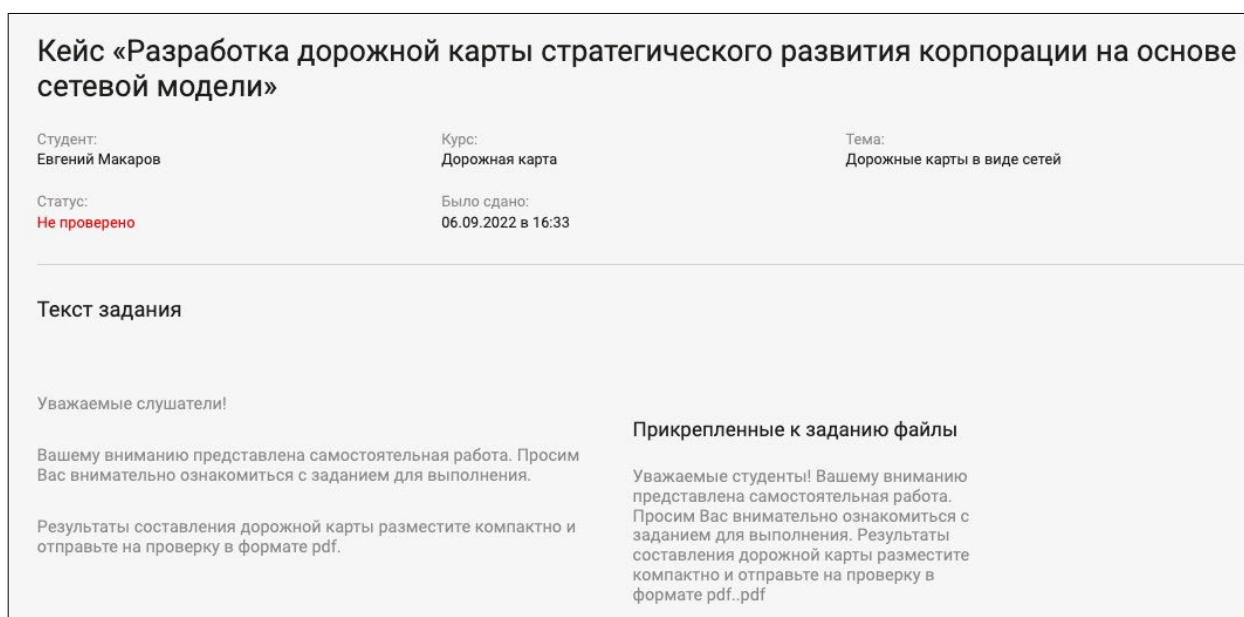 Кейс «Разработка дорожной карты стратегического развития корпорации на основе
сетевой модели»
Студент:
Евгений Макаров
Курс:
Дорожная карта
Тема:
Дорожные карты в виде сетей
Статус:
Не проверено
Было сдано:
06.09.2022 в 16:33
Текст задания
Уважаемые слушатели!
Вашему вниманию представлена самостоятельная работа. Просим
Вас внимательно ознакомиться с заданием для выполнения.
Результаты составления дорожной карты разместите компактно и
отправьте на проверку в формате pdf.
Прикрепленные к заданию файлы
Уважаемые студенты! Вашему вниманию
представлена самостоятельная работа.
Просим Вас внимательно ознакомиться с
заданием для выполнения. Результаты
составления дорожной карты разместите
компактно и отправьте на проверку в
формате pdf..pdf